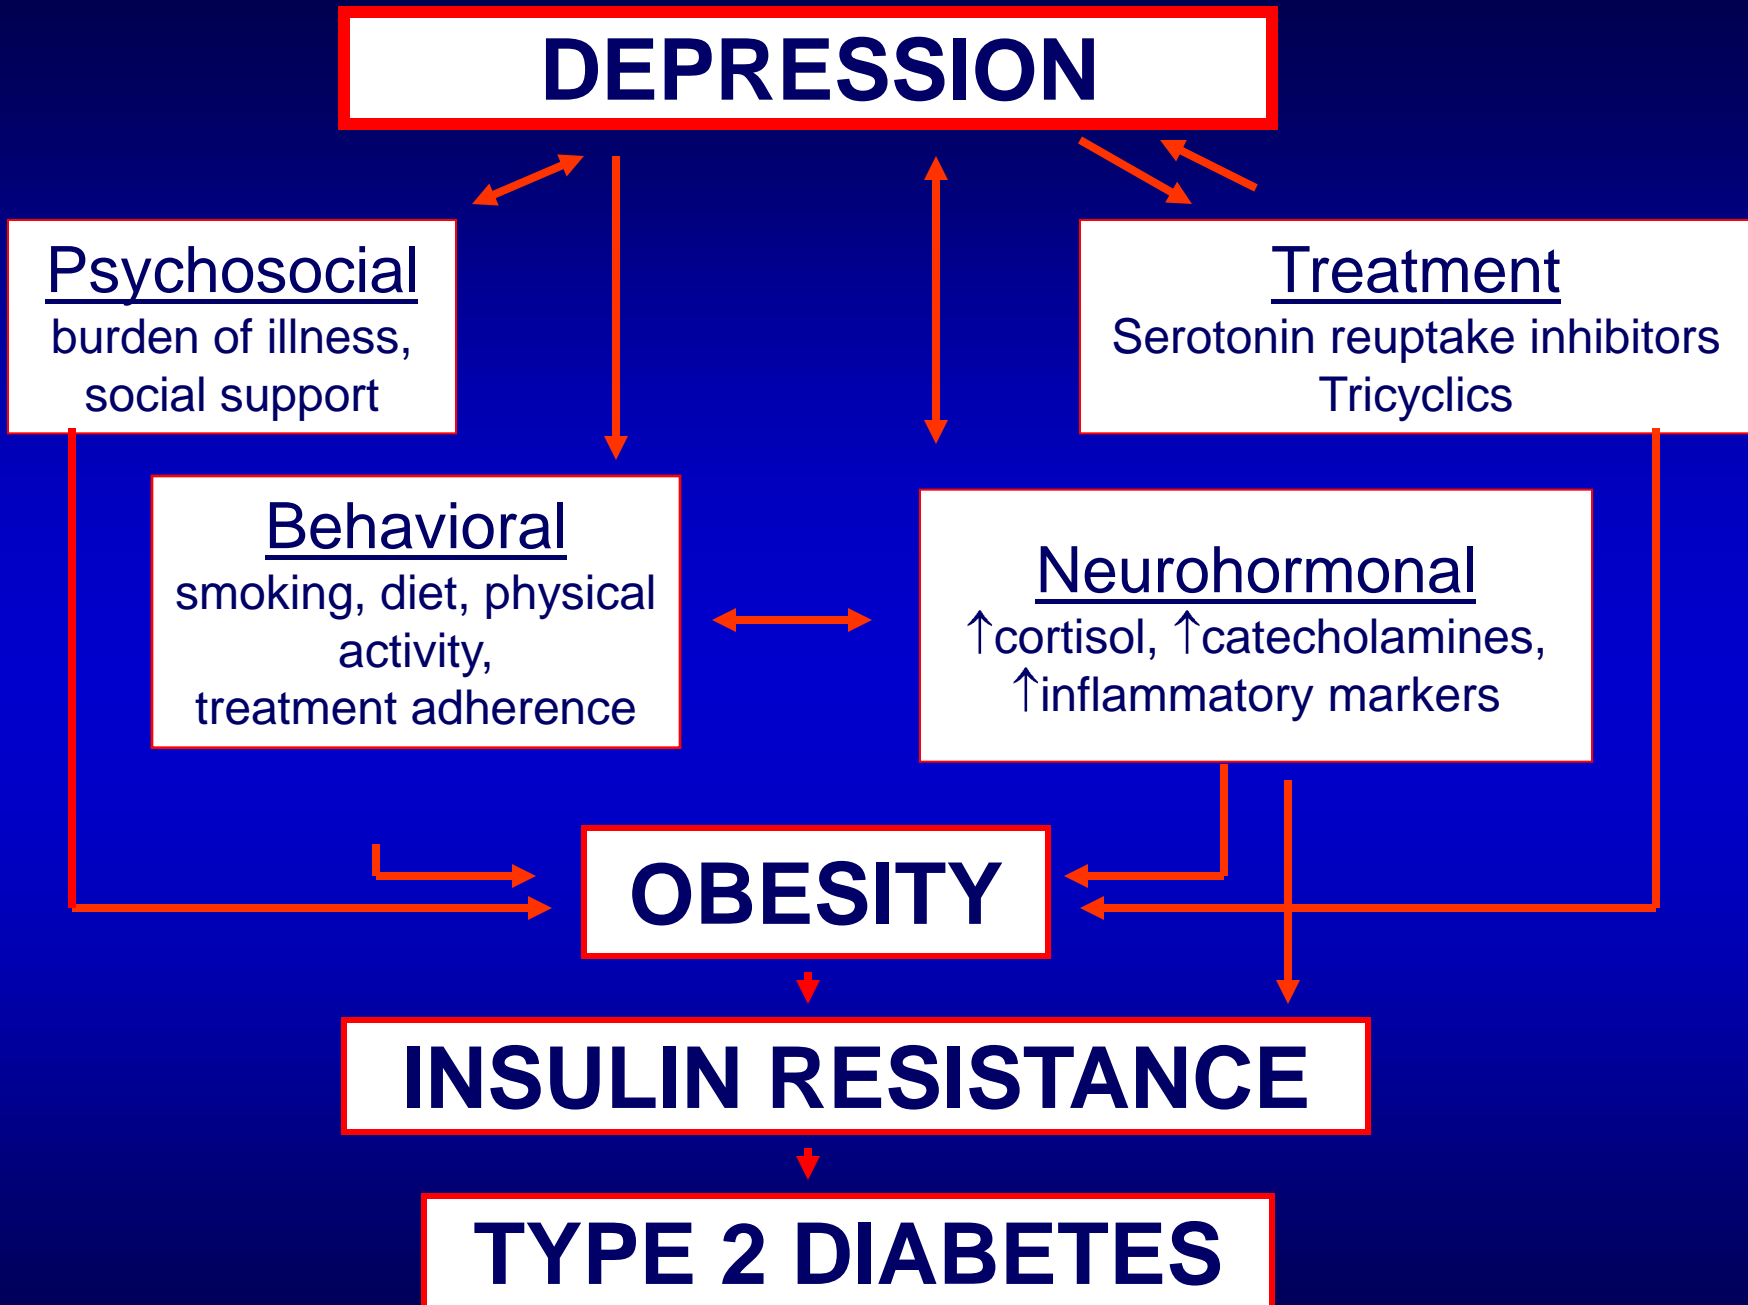 DEPRESSION
Psychosocial
burden of illness,
social support
Treatment
Serotonin reuptake inhibitors
Tricyclics
Behavioral
smoking, diet, physical
activity,
treatment adherence
Neurohormonal
↑cortisol, ↑catecholamines,
↑inflammatory markers
OBESITY
INSULIN RESISTANCE
TYPE 2 DIABETES